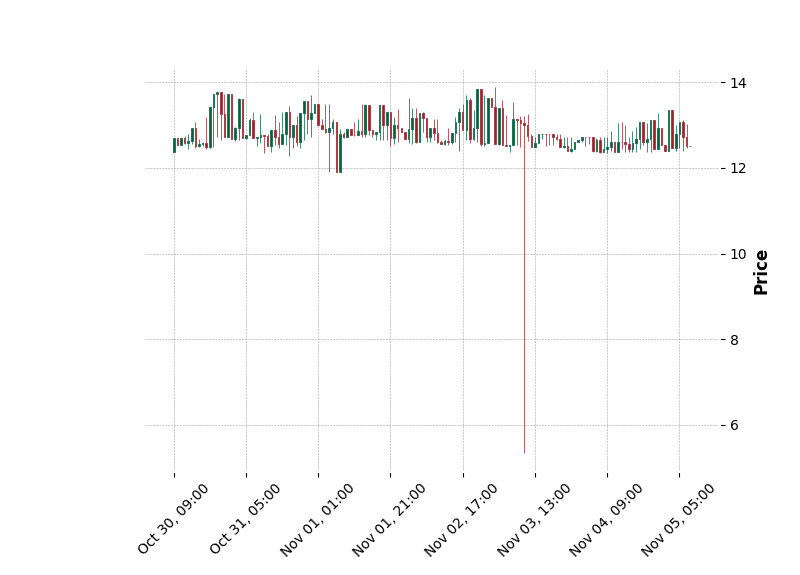 14
12
10
8
6
Price
Oct 30, 09:00
Oct 31, 05:00
Nov 01, 01:00
Nov 01, 21:00
Nov 02, 17:00
Nov 03, 13:00
Nov 04, 09:00
Nov 05, 05:00